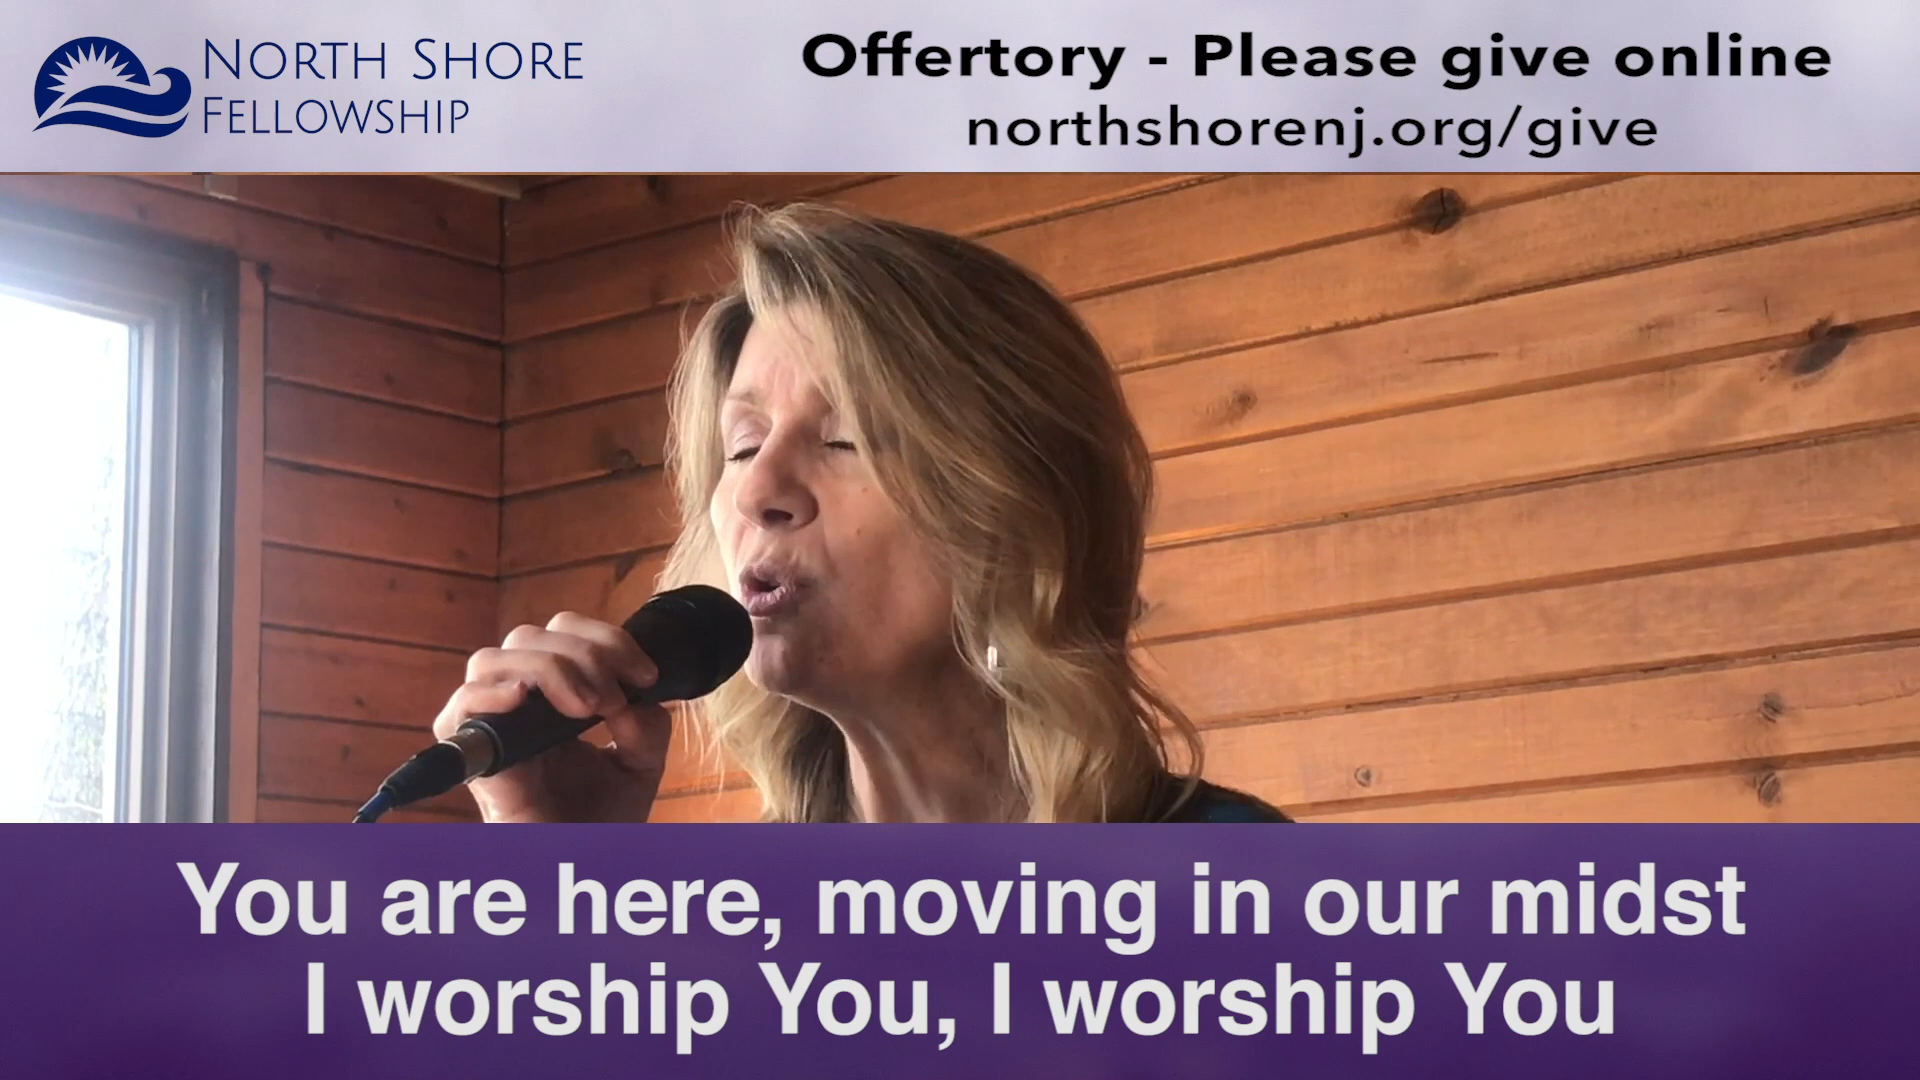 North Shore
Fellowship
Offertory - Please give online
northshorenj.org/give
You are here, moving in our midst
I worship You, I worship You